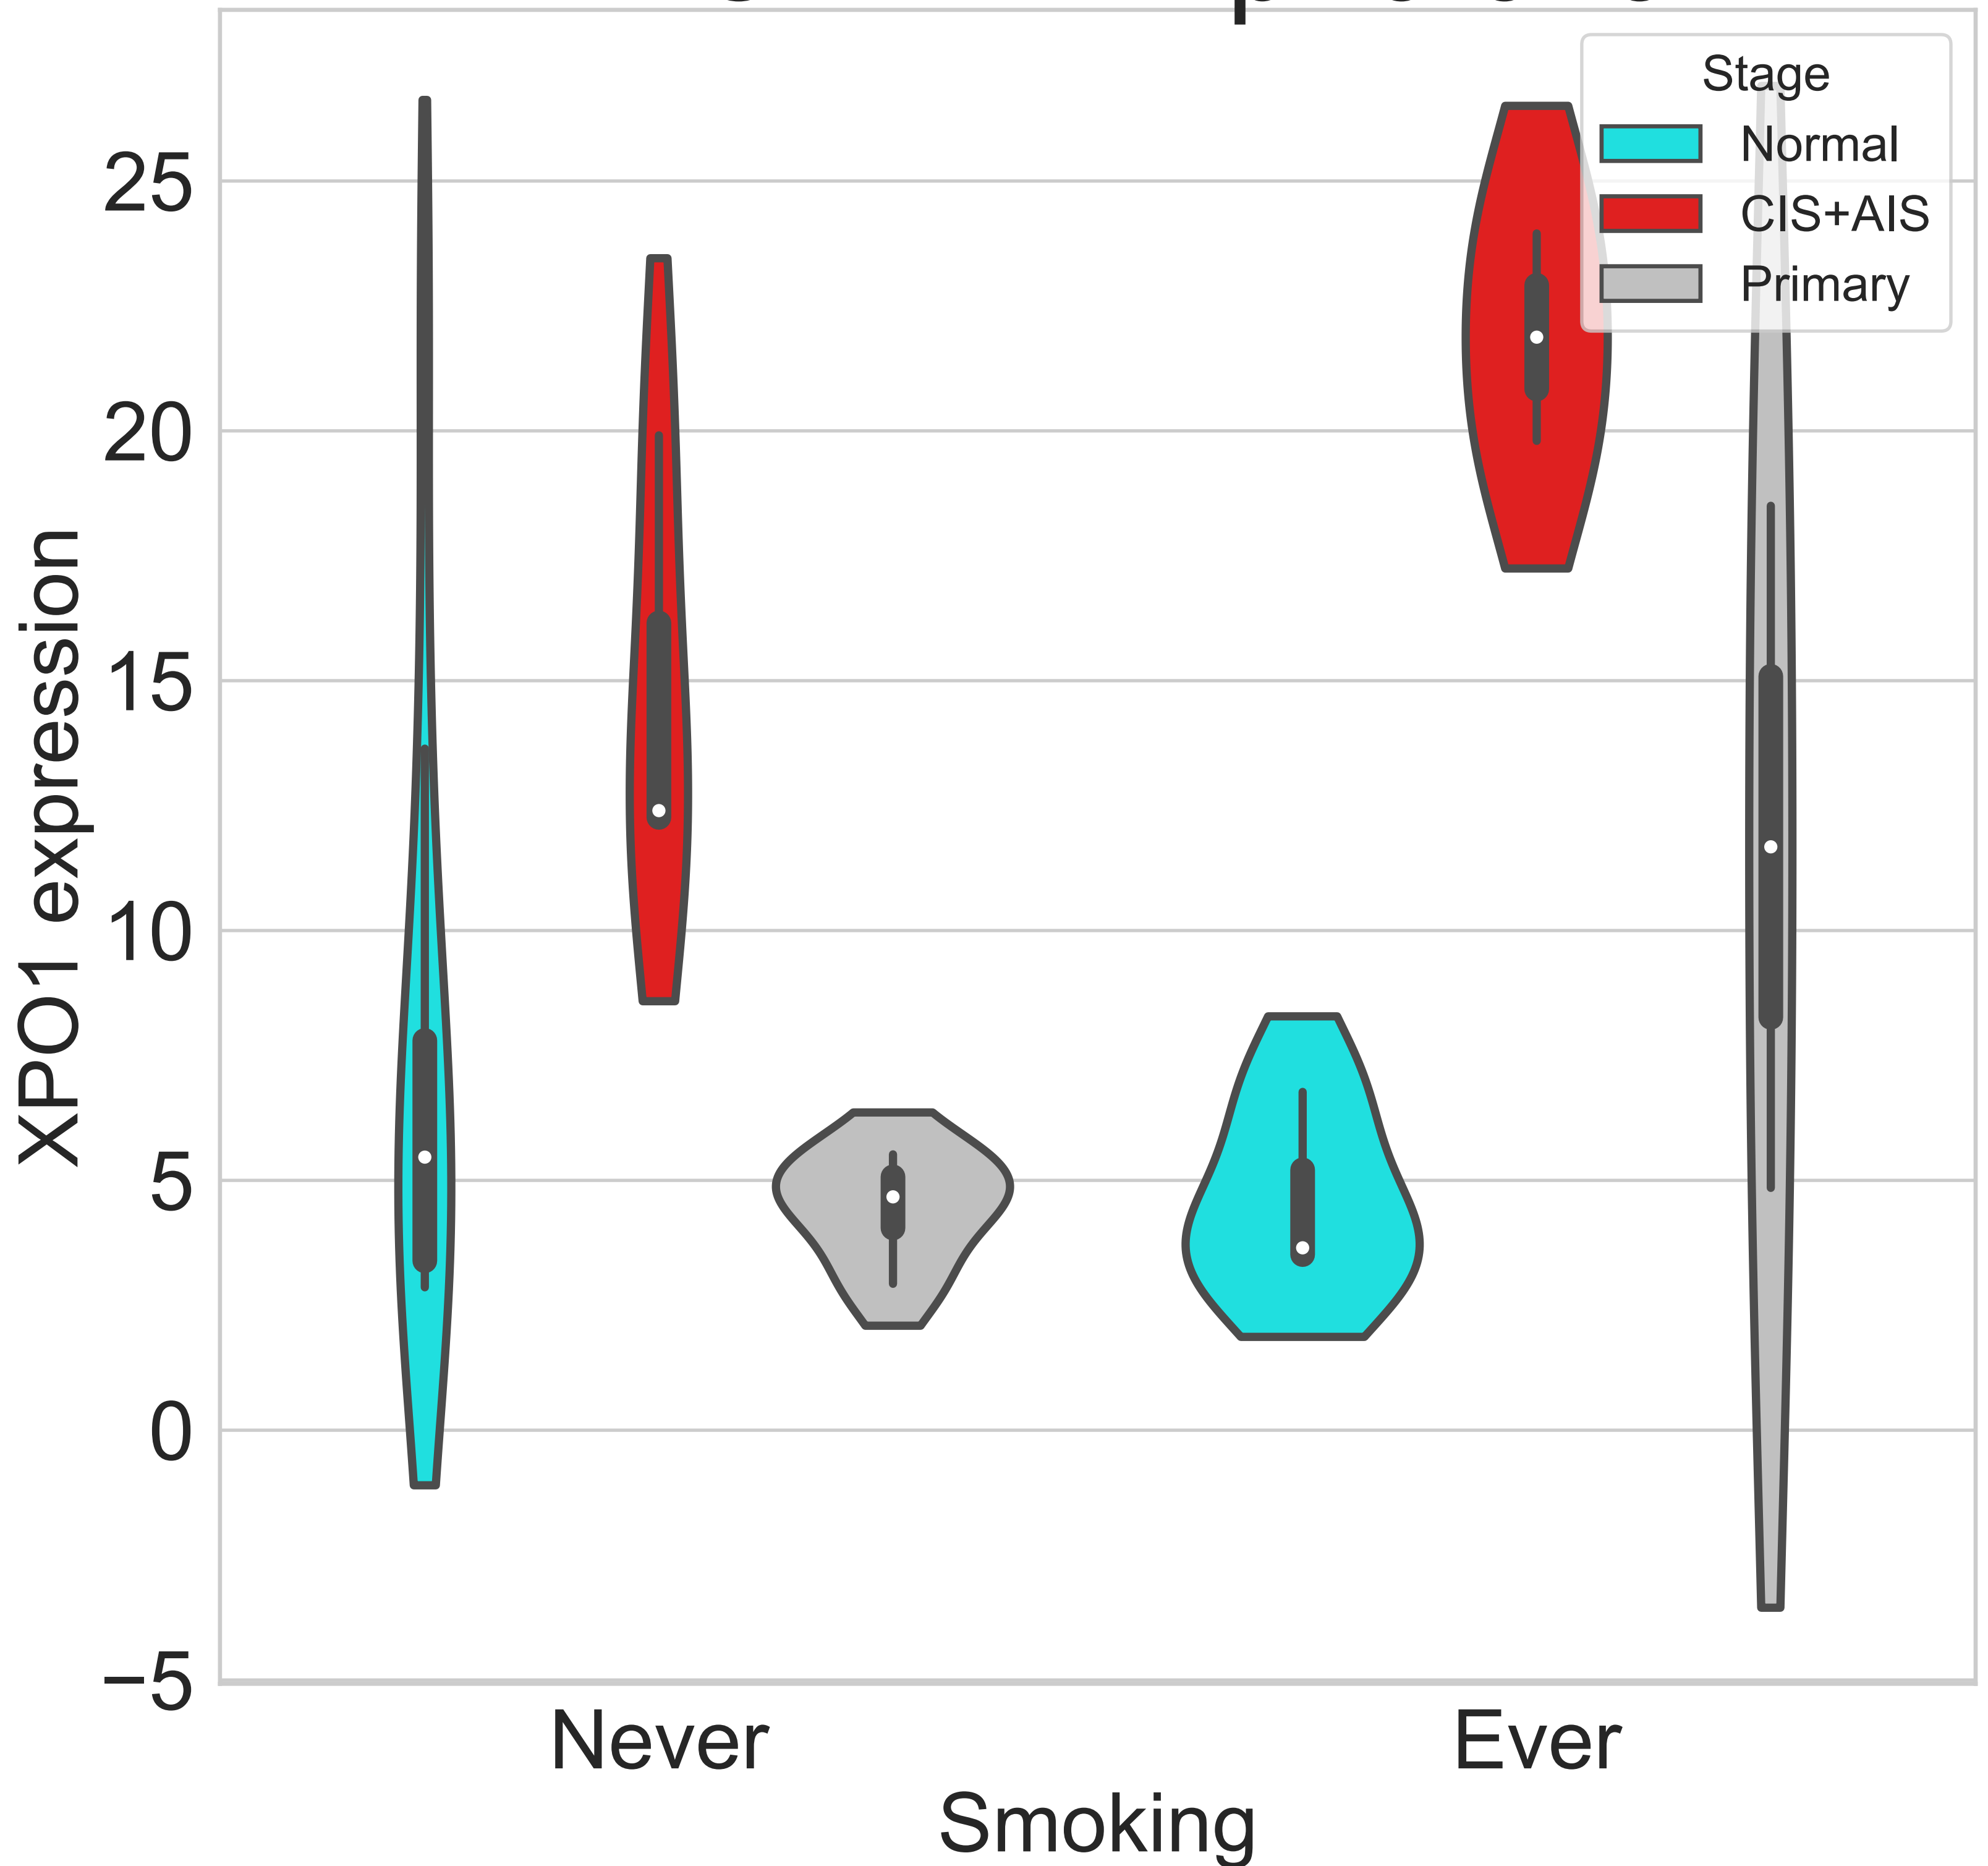 Stage
Normal
CIS+AIS
Primary
25
20
15
10
5
0
−5
XPO1 expression
Never
Ever
Smoking